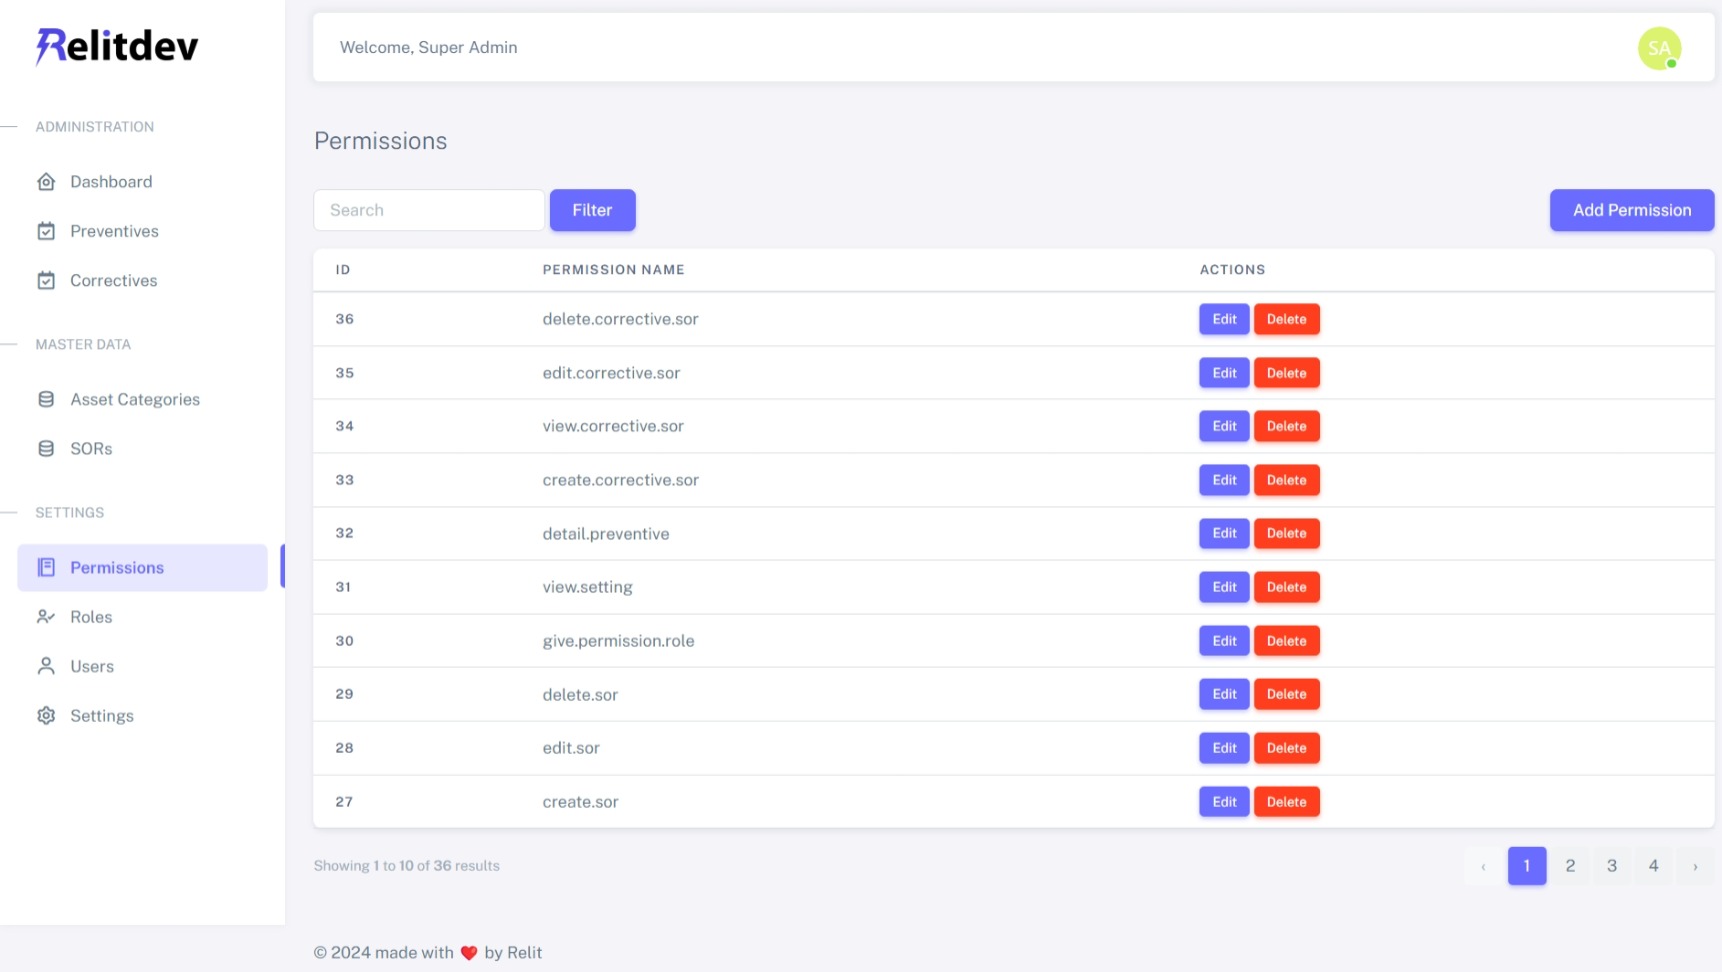 Relitdev
Welcome, Super Admin
SA
ADMINISTRATION
Dashboard
Preventives
Correctives
MASTER DATA
Asset Categories
SORs
SETTINGS
Permissions
Roles
Users
Settings
Permissions
Search Filter Add Permission
ID PERMISSION NAME ACTIONS
36 delete.corrective.sor Edit Delete
35 edit.corrective.sor Edit Delete
34 view.corrective.sor Edit Delete
33 create.corrective.sor Edit Delete
32 detail.preventive Edit Delete
31 view.setting Edit Delete
30 give.permission.role Edit Delete
29 delete.sor Edit Delete
28 edit.sor Edit Delete
27 create.sor Edit Delete
Showing 1 to 10 of 36 results ‹ 1 2 3 4 ›
© 2024 made with ❤️ by Relit